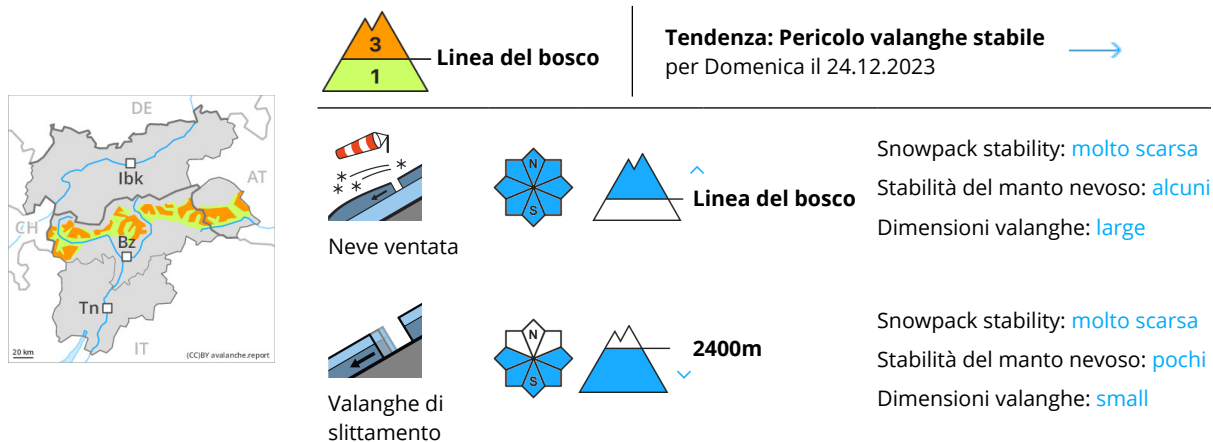 3
1
Linea del bosco
Tendenza: Pericolo valanghe stabile
per Domenica il 24.12.2023
DE
AT
CH
IT
Ibk
Bz
Tn
20 km
(CC)BY avalanche.report
Neve ventata
N
S
Linea del bosco
Snowpack stability: molto scarsa
Stabilità del manto nevoso: alcuni
Dimensioni valanghe: large
Valanghe di
slittamento
N
S
2400m
Snowpack stability: molto scarsa
Stabilità del manto nevoso: pochi
Dimensioni valanghe: small